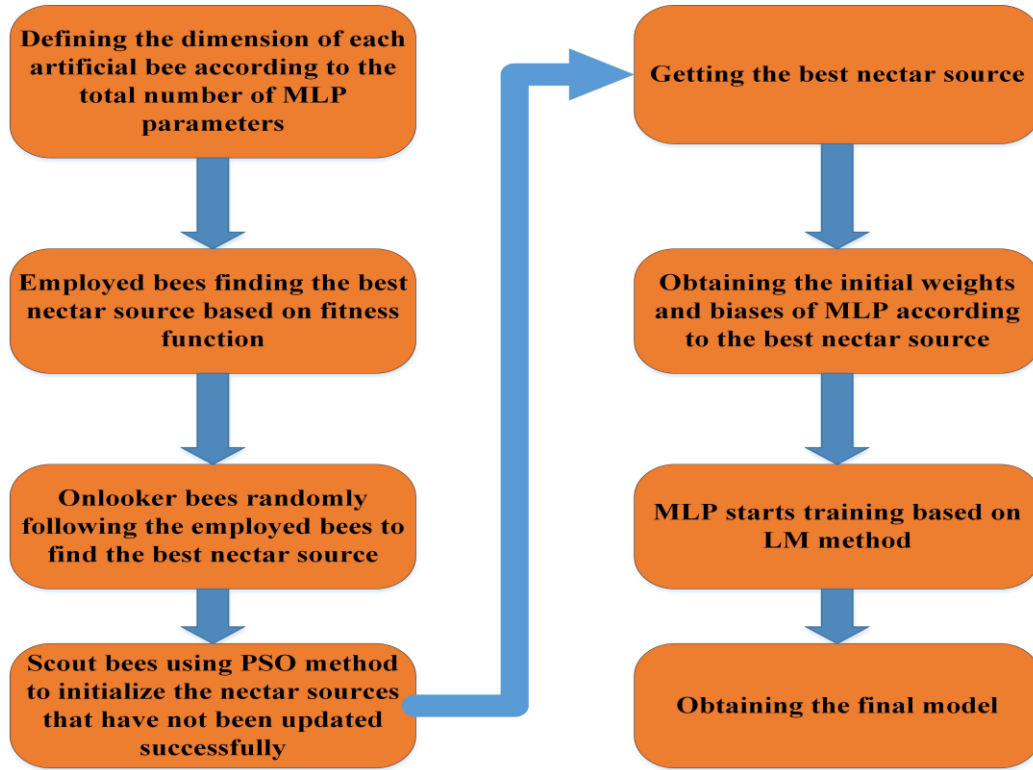 Defining the dimension of each
artificial bee according to the
total number of MLP
parameters
Employed bees finding the best
nectar source based on fitness
function
Onlooker bees randomly
following the employed bees to
find the best nectar source
Scout bees using PSO method
to initialize the nectar sources
that have not been updated
successfully
Getting the best nectar source
Obtaining the initial weights
and biases of MLP according
to the best nectar source
MLP starts training based on
LM method
Obtaining the final model